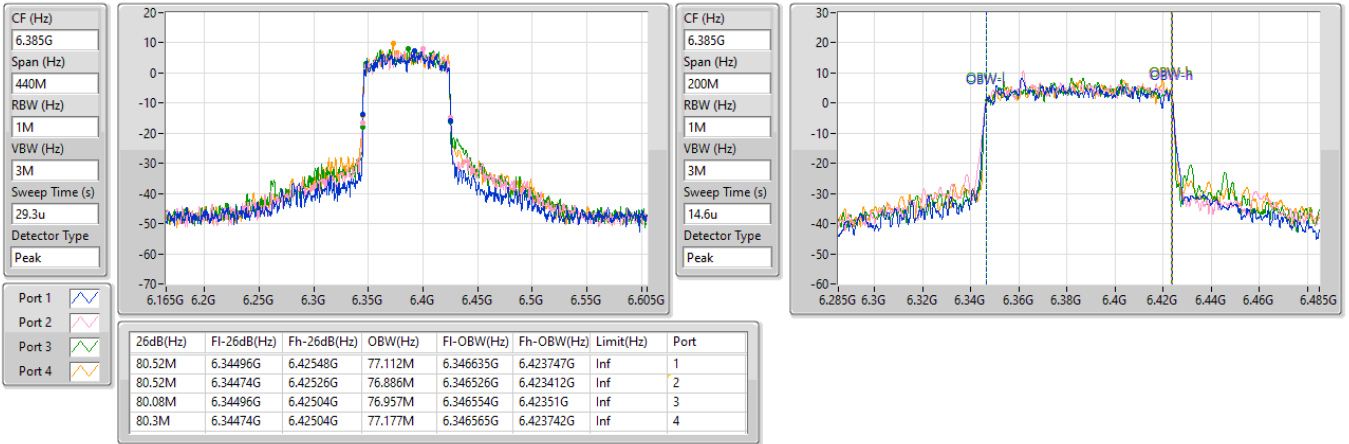 CF (Hz)
6.385G
Span (Hz)
440M
RBW (Hz)
1M
VBW (Hz)
3M
Sweep Time (s)
29.3u
Detector Type
Peak
20
10
0
-10
-20
-30
-40
-50
-60
-70
6.165G 6.2G 6.25G 6.3G 6.35G 6.4G 6.45G 6.5G 6.55G 6.605G
CF (Hz)
6.385G
Span (Hz)
200M
RBW (Hz)
1M
VBW (Hz)
3M
Sweep Time (s)
14.6u
Detector Type
Peak
30
20
10
0
-10
-20
-30
-40
-50
-60
OBW-l OBW-h
6.285G 6.3G 6.32G 6.34G 6.36G 6.38G 6.4G 6.42G 6.44G 6.46G 6.485G
Port 1
Port 2
Port 3
Port 4
26dB(Hz) Fl-26dB(Hz) Fh-26dB(Hz) OBW(Hz) Fl-OBW(Hz) Fh-OBW(Hz) Limit(Hz) Port
80.52M 6.34496G 6.42548G 77.112M 6.346635G 6.423747G Inf 1
80.52M 6.34474G 6.42526G 76.886M 6.346526G 6.423412G Inf 2
80.08M 6.34496G 6.42504G 76.957M 6.346554G 6.42351G Inf 3
80.3M 6.34474G 6.42504G 77.177M 6.346565G 6.423742G Inf 4